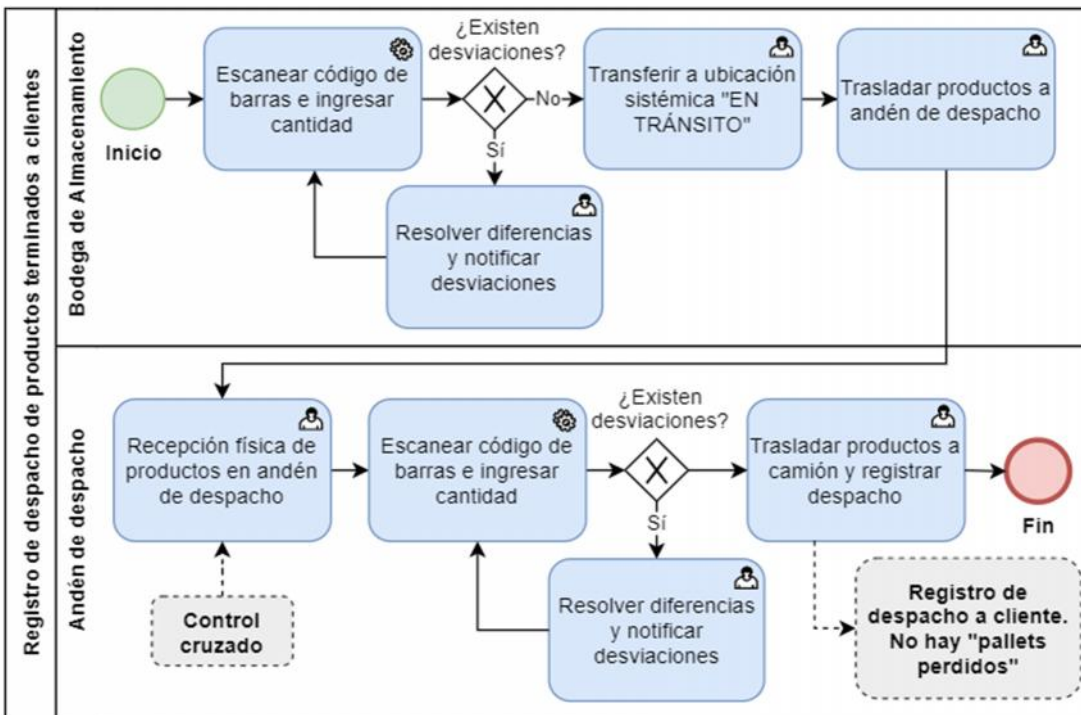 Registro de despacho de productos terminados a clientes
Bodega de Almacenamiento
Inicio
Escanear código de
barras e ingresar
cantidad
¿Existen
desviaciones?
No
Sí
Transferir a ubicación
sistémica "EN
TRÁNSITO"
Trasladar productos a
andén de despacho
Resolver diferencias
y notificar
desviaciones
Andén de despacho
Recepción física de
productos en andén
de despacho
Escanear código de
barras e ingresar
cantidad
¿Existen
desviaciones?
Sí
Trasladar productos a
camión y registrar
despacho
Fin
Control
cruzado
Resolver diferencias
y notificar
desviaciones
Registro de
despacho a cliente.
No hay "pallets
perdidos"